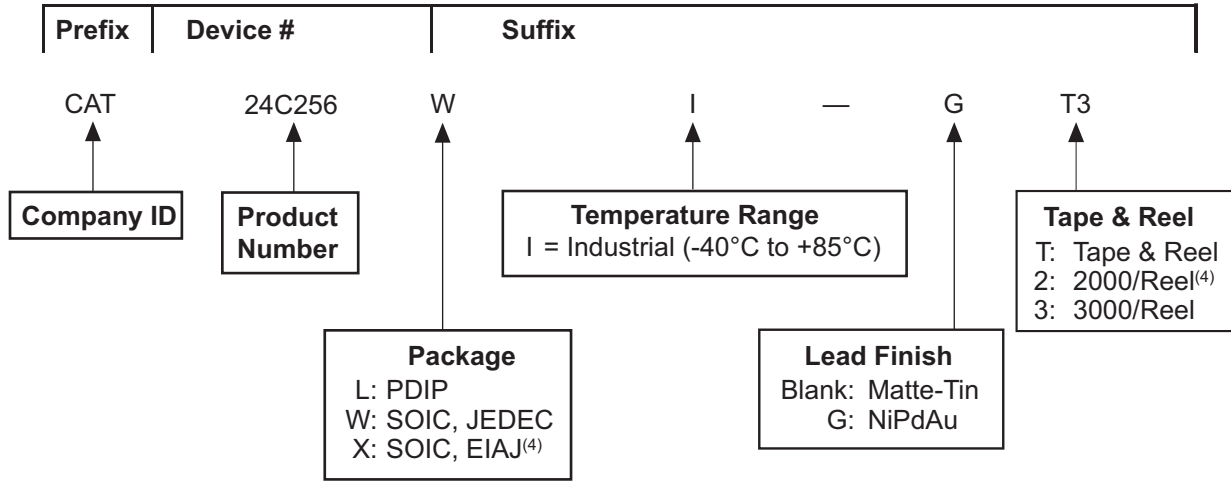 Prefix Device # Suffix
CAT 24C256 W I — G T3
Company ID
Product
Number
Temperature Range
I = Industrial (-40°C to +85°C)
Tape & Reel
T: Tape & Reel
2: 2000/Reel(4)
3: 3000/Reel
Package
L: PDIP
W: SOIC, JEDEC
X: SOIC, EIAJ(4)
Lead Finish
Blank: Matte-Tin
G: NiPdAu